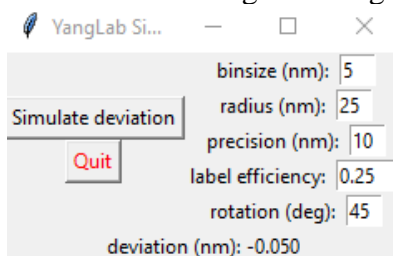 YangLab Si...
binsize (nm): 5
radius (nm): 25
Simulate deviation
precision (nm): 10
Quit
label efficiency: 0.25
rotation (deg): 45
deviation (nm): -0.050